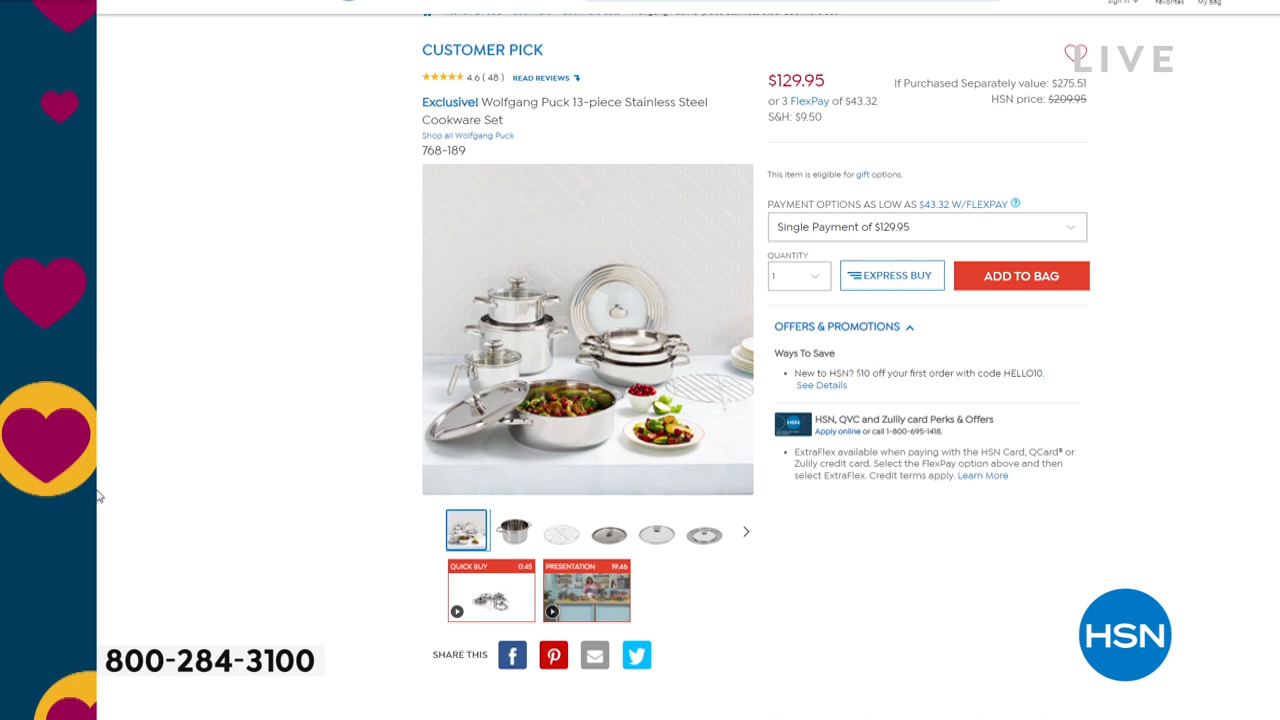 Sign In
Favorites
My Bag
CUSTOMER PICK
4.6 ( 48 ) READ REVIEWS
Exclusive! Wolfgang Puck 13-piece Stainless Steel
Cookware Set
Shop all Wolfgang Puck
768-189
LIVE
$129.95
or 3 FlexPay of $43.32
S&H: $9.50
If Purchased Separately value: $275.51
HSN price: $209.95
This item is eligible for gift options.
PAYMENT OPTIONS AS LOW AS $43.32 W/FLEXPAY ?
Single Payment of $129.95
QUANTITY
1
EXPRESS BUY
ADD TO BAG
OFFERS & PROMOTIONS
Ways To Save
New to HSN? $10 off your first order with code HELLO10.
See Details
HSN
HSN, QVC and Zulily card Perks & Offers
Apply online or call 1-800-695-1418.
ExtraFlex available when paying with the HSN Card, QCard® or
Zulily credit card. Select the FlexPay option above and then
select ExtraFlex. Credit terms apply. Learn More
QUICK BUY 0:45
PRESENTATION 19:46
SHARE THIS
800-284-3100
HSN